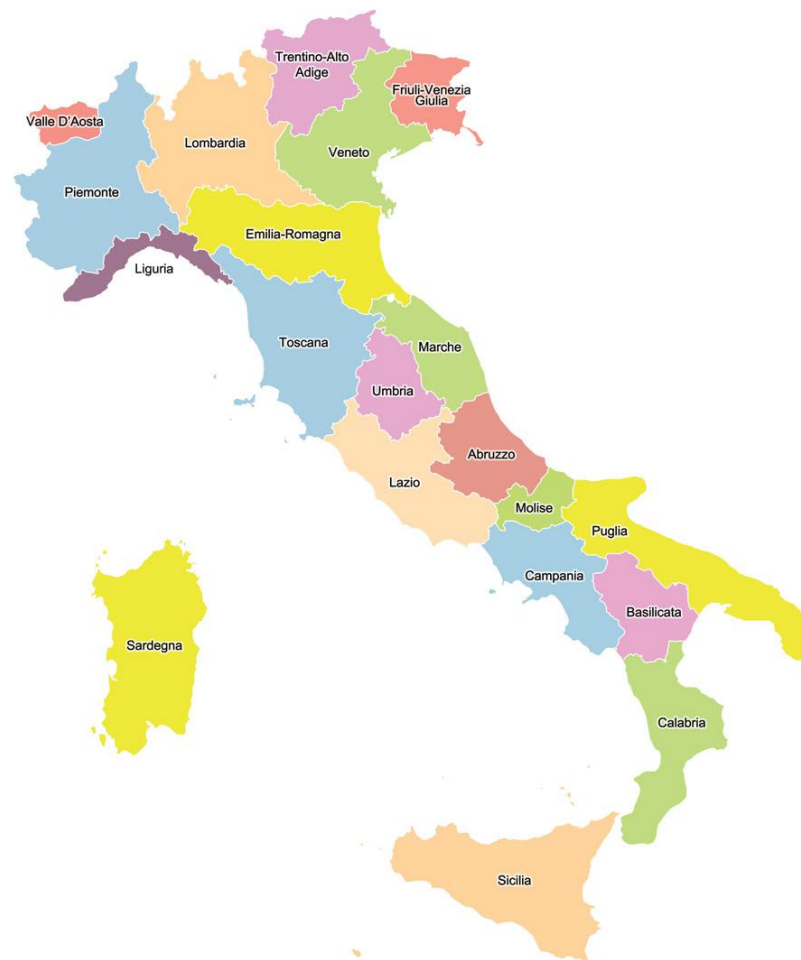 Trentino-Alto
Adige
Friuli-Venezia
Giulia
Valle D'Aosta
Lombardia
Veneto
Piemonte
Emilia-Romagna
Liguria
Toscana
Marche
Umbria
Abruzzo
Lazio
Molise
Puglia
Campania
Basilicata
Sardegna
Calabria
Sicilia